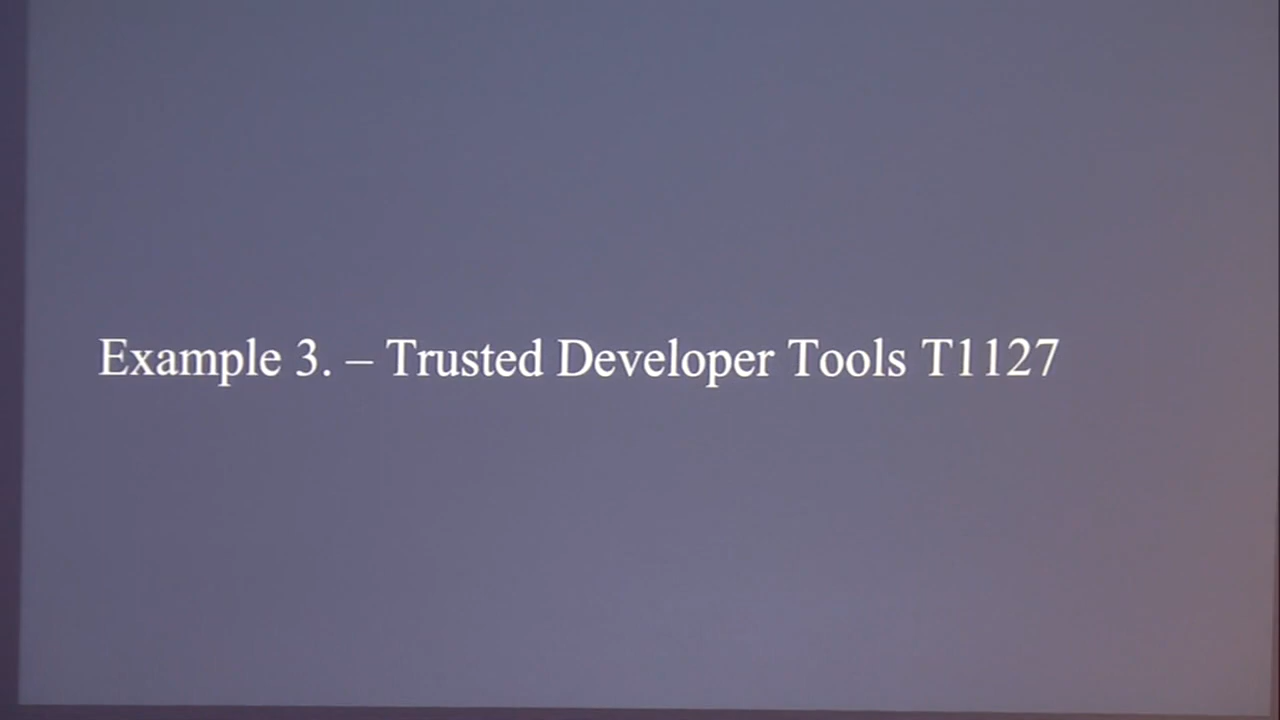 Example 3. – Trusted Developer Tools T1127